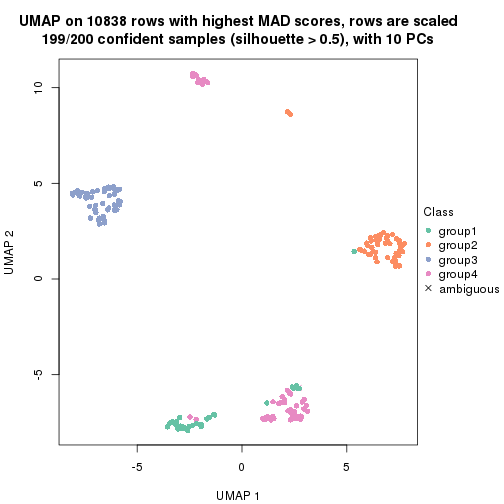 UMAP on 10838 rows with highest MAD scores, rows are scaled
199/200 confident samples (silhouette > 0.5), with 10 PCs
10
5
0
-5
UMAP 2
-5
0
5
UMAP 1
Class
group1
group2
group3
group4
ambiguous